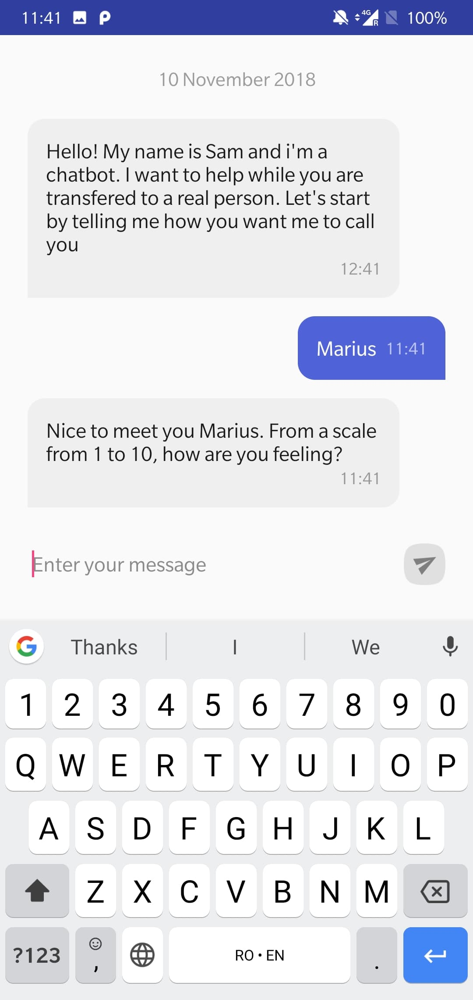 11:41 4G R 100%
10 November 2018
Hello! My name is Sam and i'm a
chatbot. I want to help while you are
transfered to a real person. Let's start
by telling me how you want me to call
you
12:41
Marius 11:41
Nice to meet you Marius. From a scale
from 1 to 10, how are you feeling?
11:41
Enter your message
Thanks I We
1 2 3 4 5 6 7 8 9 0
Q W E R T Y U I O P
A S D F G H J K L
Z X C V B N M
?123 , RO • EN .